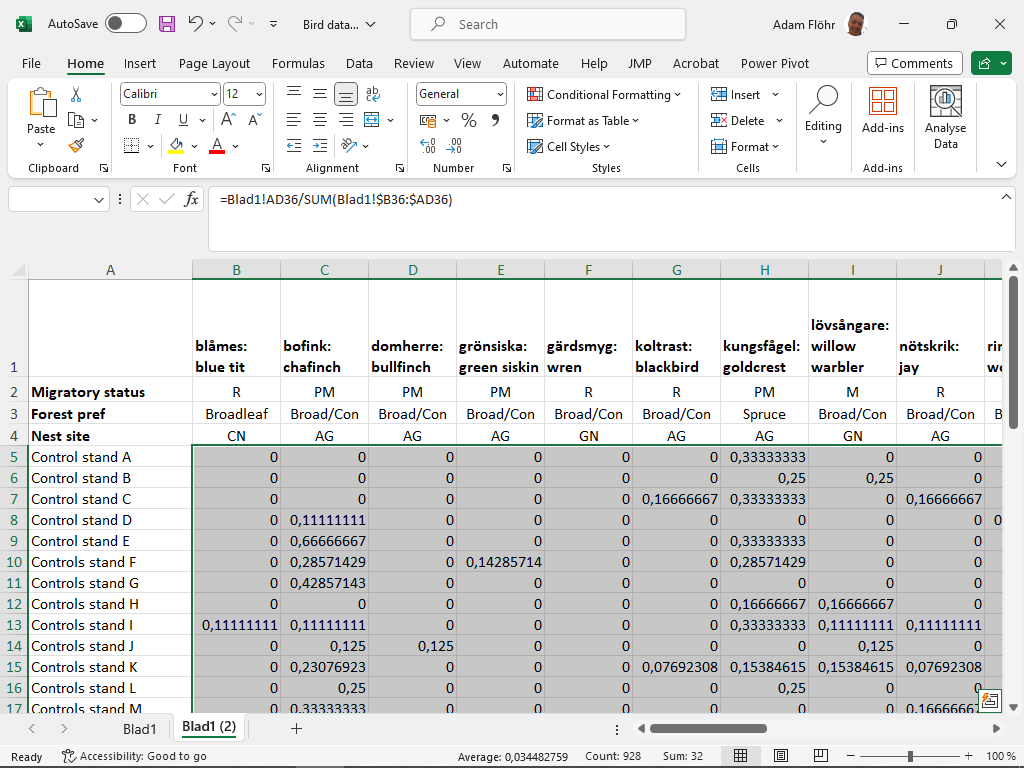 AutoSave Bird data... Search Adam Flöhr
File Home Insert Page Layout Formulas Data Review View Automate Help JMP Acrobat Power Pivot Comments
Paste Calibri 12 General Conditional Formatting Insert Editing Add-ins Analyse Data
B I U A A ab Format as Table Delete
A % Cell Styles Format
Clipboard Font Alignment Number Styles Cells Add-ins
fx =Blad1!AD36/SUM(Blad1!$B36:$AD36)
A B C D E F G H I J
1 blåmes: blue tit bofink: chafinch domherre: bullfinch grönsiska: green siskin gärdsmyg: wren koltrast: blackbird kungsfågel: goldcrest lövsångare: willow warbler nötskrik: jay
2 Migratory status R PM PM PM R R PM M R
3 Forest pref Broadleaf Broad/Con Broad/Con Broad/Con Broad/Con Broad/Con Spruce Broad/Con Broad/Con B
4 Nest site CN AG AG AG GN AG AG GN AG
5 Control stand A 0 0 0 0 0 0 0,33333333 0 0
6 Control stand B 0 0 0 0 0 0 0,25 0,25 0
7 Control stand C 0 0 0 0 0 0,16666667 0,33333333 0 0,16666667
8 Control stand D 0 0,11111111 0 0 0 0 0 0 0 0
9 Control stand E 0 0,66666667 0 0 0 0 0,33333333 0 0
10 Controls stand F 0 0,28571429 0 0,14285714 0 0 0,28571429 0 0
11 Controls stand G 0 0,42857143 0 0 0 0 0 0 0
12 Controls stand H 0 0 0 0 0 0 0,16666667 0,16666667 0
13 Controls stand I 0,11111111 0,11111111 0 0 0 0 0,33333333 0,11111111 0,11111111
14 Controls stand J 0 0,125 0,125 0 0 0 0 0,125 0
15 Controls stand K 0 0,23076923 0 0 0 0,07692308 0,15384615 0,15384615 0,07692308
16 Controls stand L 0 0,25 0 0 0 0 0,25 0 0
17 Controls stand M 0 0,33333333 0 0 0 0 0 0 0,16666667
Blad1 Blad1 (2)
Ready Accessibility: Good to go Average: 0,034482759 Count: 928 Sum: 32 100 %